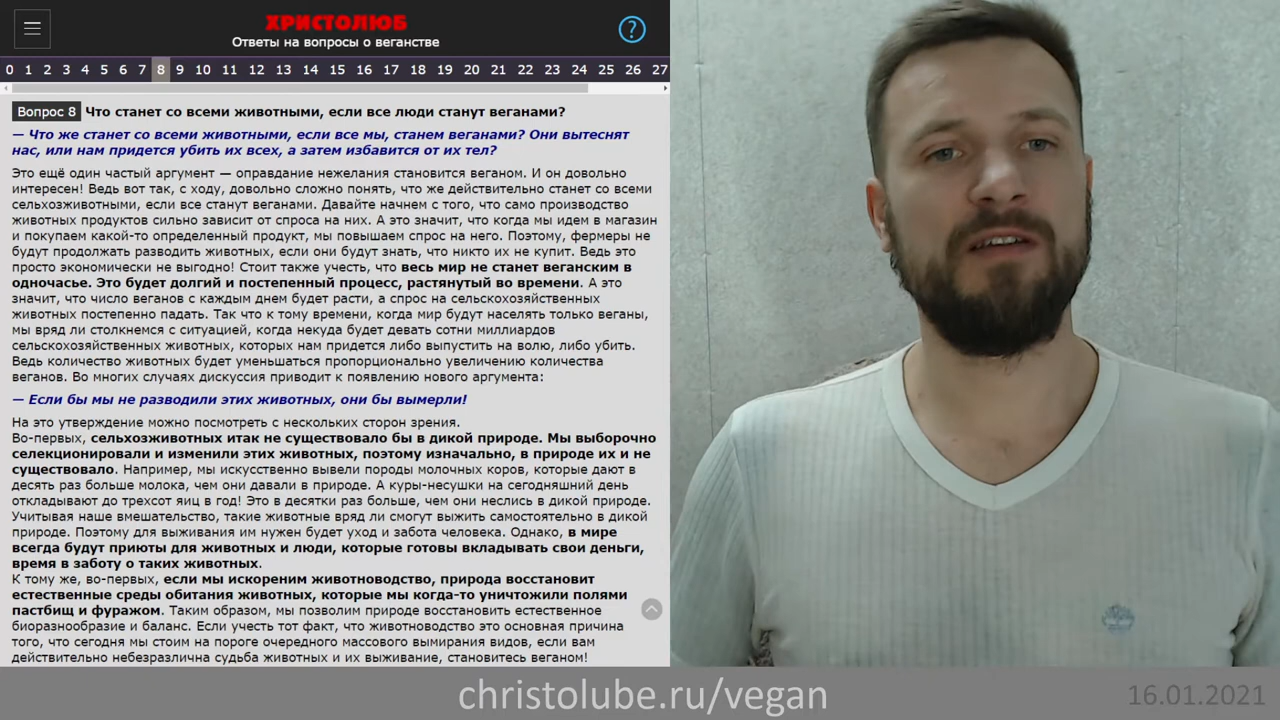 ХРИСТОЛЮБ
Ответы на вопросы о веганстве
?
0 1 2 3 4 5 6 7 8 9 10 11 12 13 14 15 16 17 18 19 20 21 22 23 24 25 26 27
Вопрос 8 Что станет со всеми животными, если все люди станут веганами?
— Что же станет со всеми животными, если все мы, станем веганами? Они вытеснят
нас, или нам придется убить их всех, а затем избавится от их тел?
Это ещё один частый аргумент — оправдание нежелания становится веганом. И он довольно
интересен! Ведь вот так, с ходу, довольно сложно понять, что же действительно станет со всеми
сельхозживотными, если все станут веганами. Давайте начнем с того, что само производство
животных продуктов сильно зависит от спроса на них. А это значит, что когда мы идем в магазин
и покупаем какой-то определенный продукт, мы повышаем спрос на него. Поэтому, фермеры не
будут продолжать разводить животных, если они будут знать, что никто их не купит. Ведь это
просто экономически не выгодно! Стоит также учесть, что весь мир не станет веганским в
одночасье. Это будет долгий и постепенный процесс, растянутый во времени. А это
значит, что число веганов с каждым днем будет расти, а спрос на сельскохозяйственных
животных постепенно падать. Так что к тому времени, когда мир будут населять только веганы,
мы вряд ли столкнемся с ситуацией, когда некуда будет девать сотни миллиардов
сельскохозяйственных животных, которых нам придется либо выпустить на волю, либо убить.
Ведь количество животных будет уменьшаться пропорционально увеличению количества
веганов. Во многих случаях дискуссия приводит к появлению нового аргумента:
— Если бы мы не разводили этих животных, они бы вымерли!
На это утверждение можно посмотреть с нескольких сторон зрения.
Во-первых, сельхозживотных итак не существовало бы в дикой природе. Мы выборочно
селекционировали и изменили этих животных, поэтому изначально, в природе их и не
существовало. Например, мы искусственно вывели породы молочных коров, которые дают в
десять раз больше молока, чем они давали в природе. А куры-несушки на сегодняшний день
откладывают до трехсот яиц в год! Это в десятки раз больше, чем они неслись в дикой природе.
Учитывая наше вмешательство, такие животные вряд ли смогут выжить самостоятельно в дикой
природе. Поэтому для выживания им нужен будет уход и забота человека. Однако, в мире
всегда будут приюты для животных и люди, которые готовы вкладывать свои деньги,
время в заботу о таких животных.
К тому же, во-первых, если мы искореним животноводство, природа восстановит
естественные среды обитания животных, которые мы когда-то уничтожили полями
пастбищ и фуражом. Таким образом, мы позволим природе восстановить естественное
биоразнообразие и баланс. Если учесть тот факт, что животноводство это основная причина
того, что сегодня мы стоим на пороге очередного массового вымирания видов, если вам
действительно небезразлична судьба животных и их выживание, становитесь веганом!
christolube.ru/vegan
16.01.2021